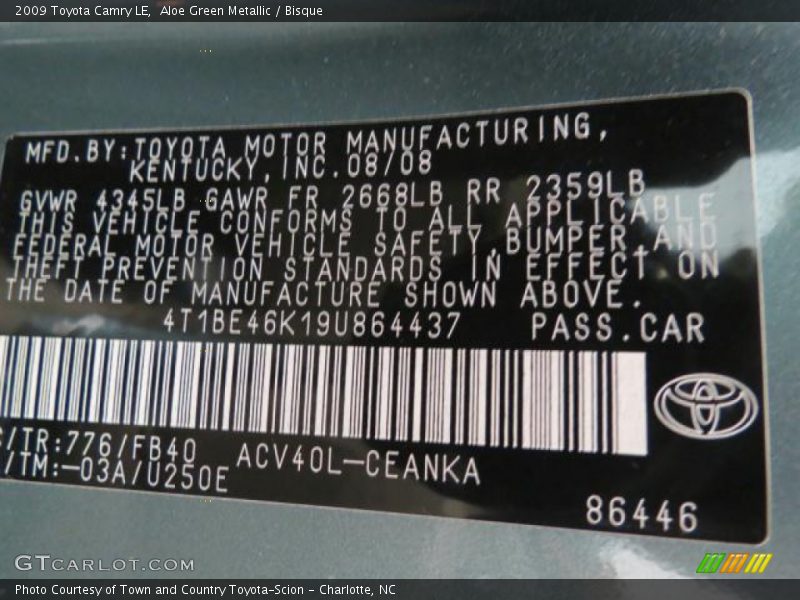 2009 Toyota Camry LE, Aloe Green Metallic / Bisque
MFD.BY:TOYOTA MOTOR MANUFACTURING,
KENTUCKY,INC.08/08
GVWR 4345LB GAWR FR 2668LB RR 2359LB
THIS VEHICLE CONFORMS TO ALL APPLICABLE
FEDERAL MOTOR VEHICLE SAFETY,BUMPER,AND
THEFT PREVENTION STANDARDS IN EFFECT ON
THE DATE OF MANUFACTURE SHOWN ABOVE.
4T1BE46K19U864437 PASS.CAR
/TR:776/FB40 ACV40L-CEANKA
/TM:-03A/U250E
86446
GTCARLOT.COM
Photo Courtesy of Town and Country Toyota-Scion - Charlotte, NC